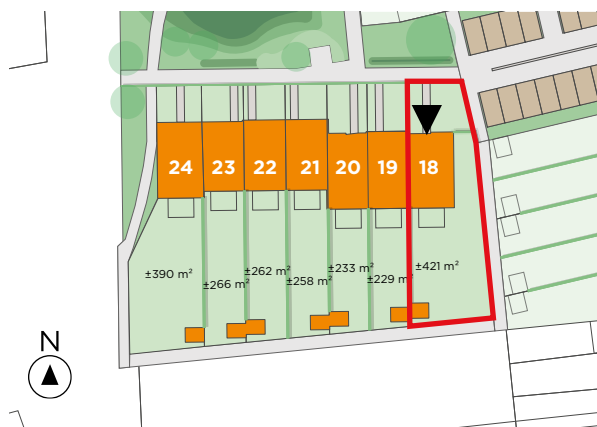 24 23 22 21 20 19 18
±390 m²
±266 m²
±262 m²
±258 m²
±233 m²
±229 m²
±421 m²
N